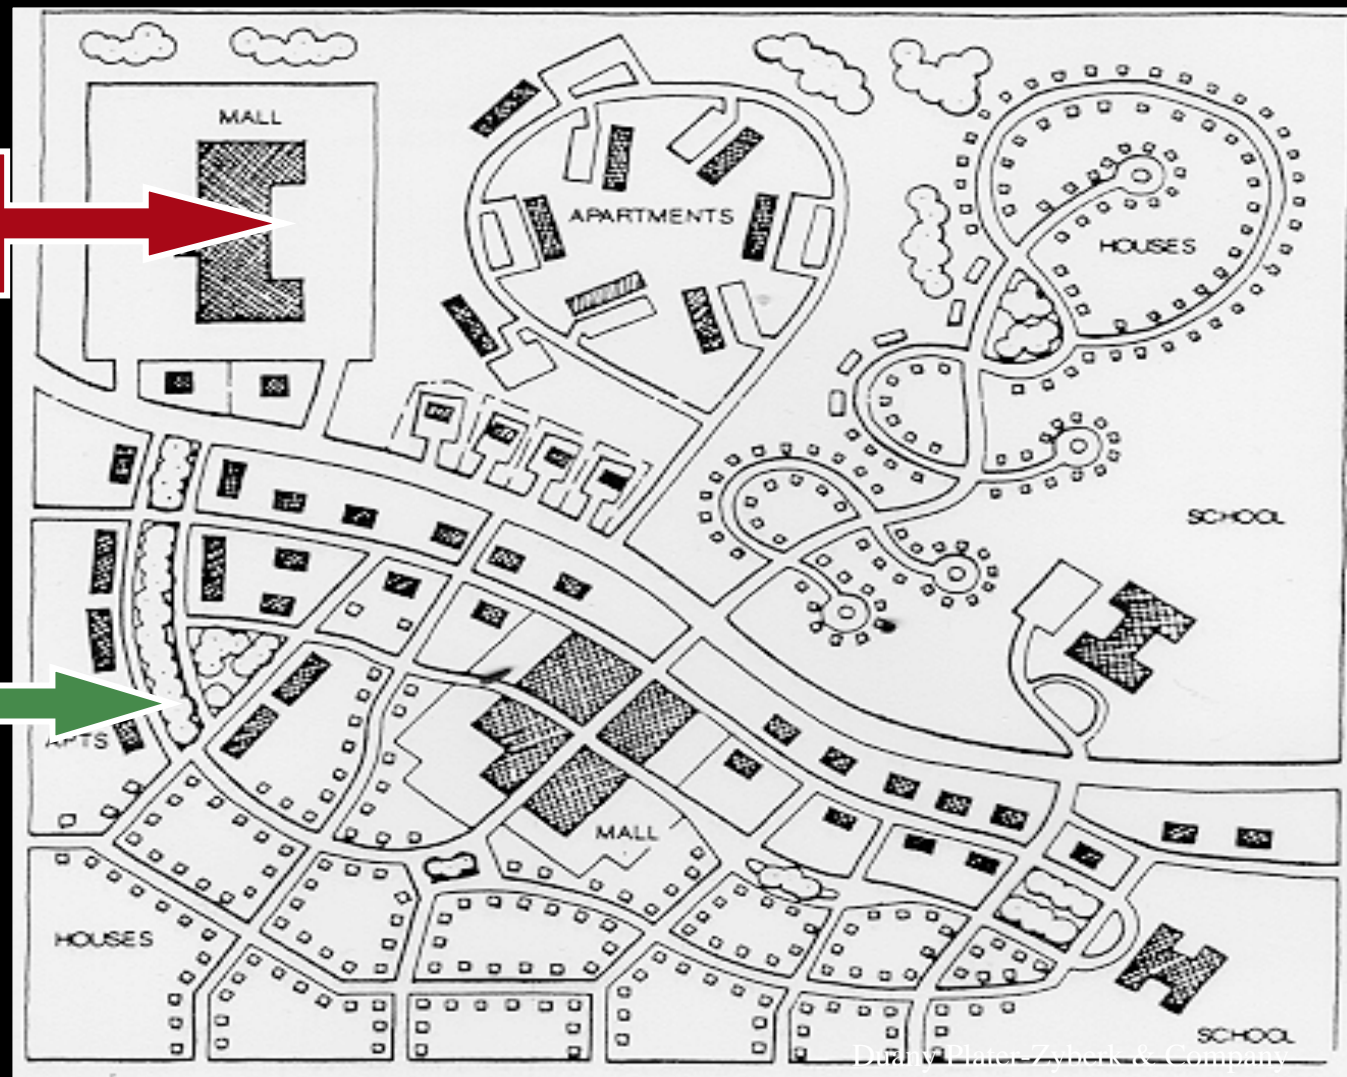 MALL
APARTMENTS
HOUSES
SCHOOL
APTS
MALL
HOUSES
SCHOOL
Duany Plater-Zyberk & Company